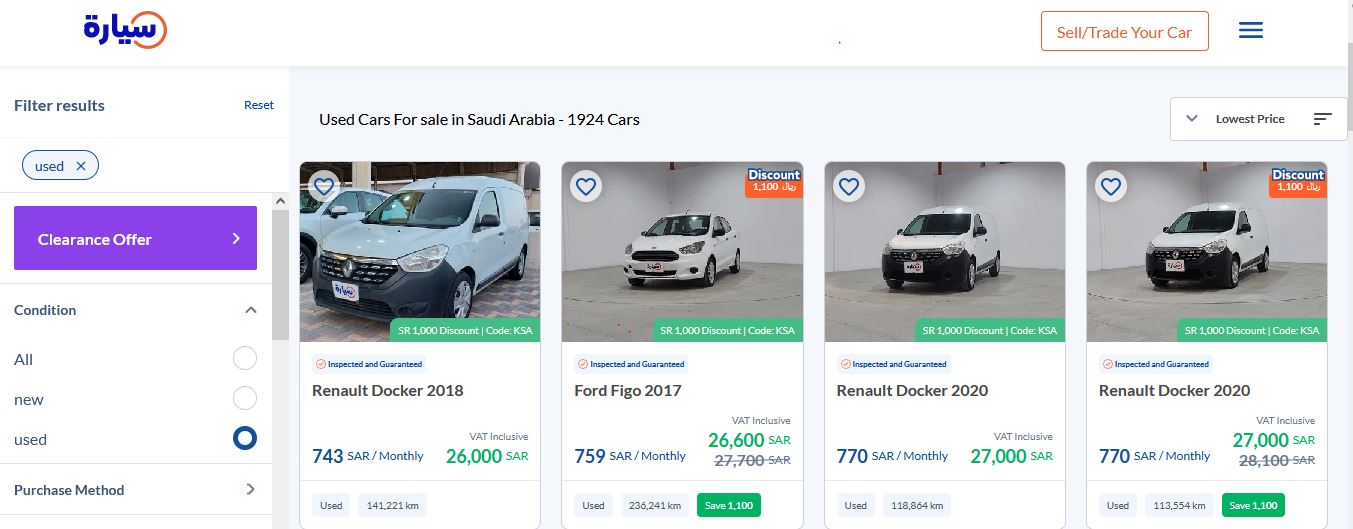 سيارة
Sell/Trade Your Car
Filter results
Reset
used
Clearance Offer
Condition
All
new
used
Purchase Method
Used Cars For sale in Saudi Arabia - 1924 Cars
Lowest Price
سيارة
SR 1,000 Discount | Code: KSA
Inspected and Guaranteed
Renault Docker 2018
VAT Inclusive
743 SAR / Monthly 26,000 SAR
Used 141,221 km
Discount
1,100 ريال
سيارة
SR 1,000 Discount | Code: KSA
Inspected and Guaranteed
Ford Figo 2017
VAT Inclusive
26,600 SAR
759 SAR / Monthly 27,700 SAR
Used 236,241 km Save 1,100
سيارة
SR 1,000 Discount | Code: KSA
Inspected and Guaranteed
Renault Docker 2020
VAT Inclusive
770 SAR / Monthly 27,000 SAR
Used 118,864 km
Discount
1,100 ريال
سيارة
SR 1,000 Discount | Code: KSA
Inspected and Guaranteed
Renault Docker 2020
VAT Inclusive
27,000 SAR
770 SAR / Monthly 28,100 SAR
Used 113,554 km Save 1,100